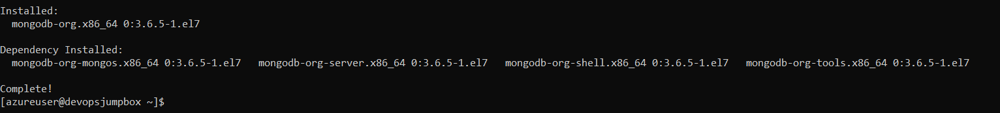 Installed:
mongodb-org.x86_64 0:3.6.5-1.el7
Dependency Installed:
mongodb-org-mongos.x86_64 0:3.6.5-1.el7 mongodb-org-server.x86_64 0:3.6.5-1.el7 mongodb-org-shell.x86_64 0:3.6.5-1.el7 mongodb-org-tools.x86_64 0:3.6.5-1.el7
Complete!
[azureuser@devopsjumpbox ~]$